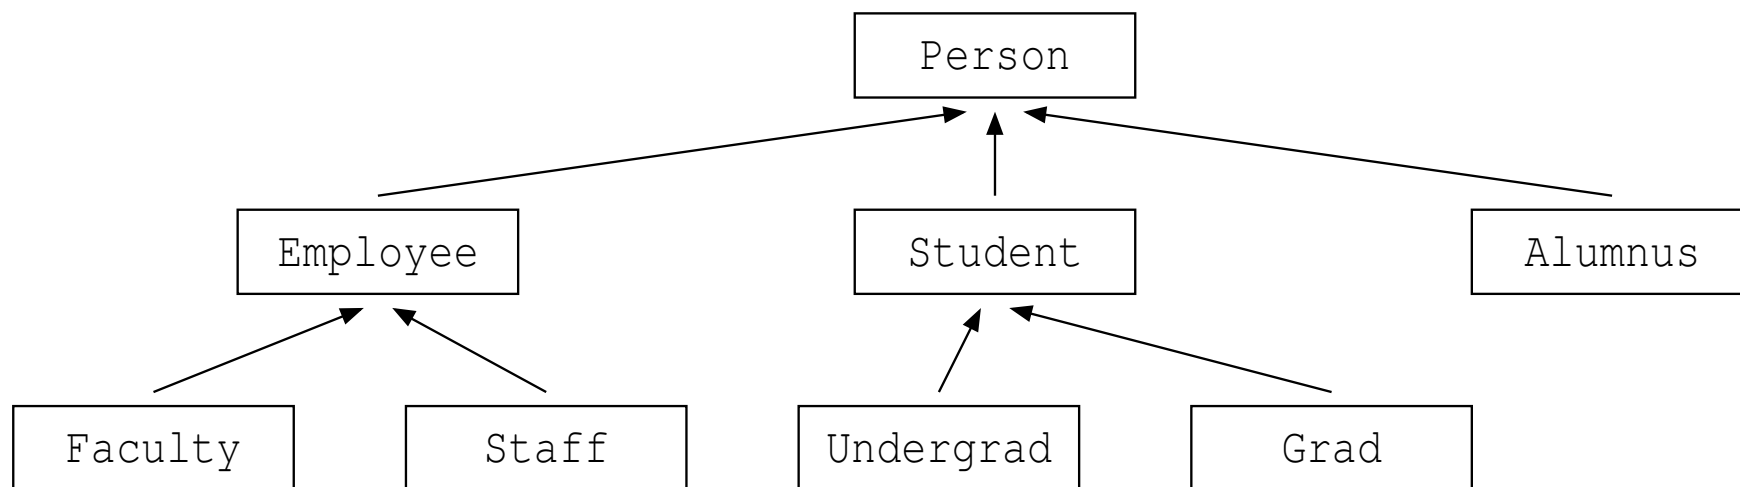 Person
Employee
Student
Alumnus
Faculty
Staff
Undergrad
Grad